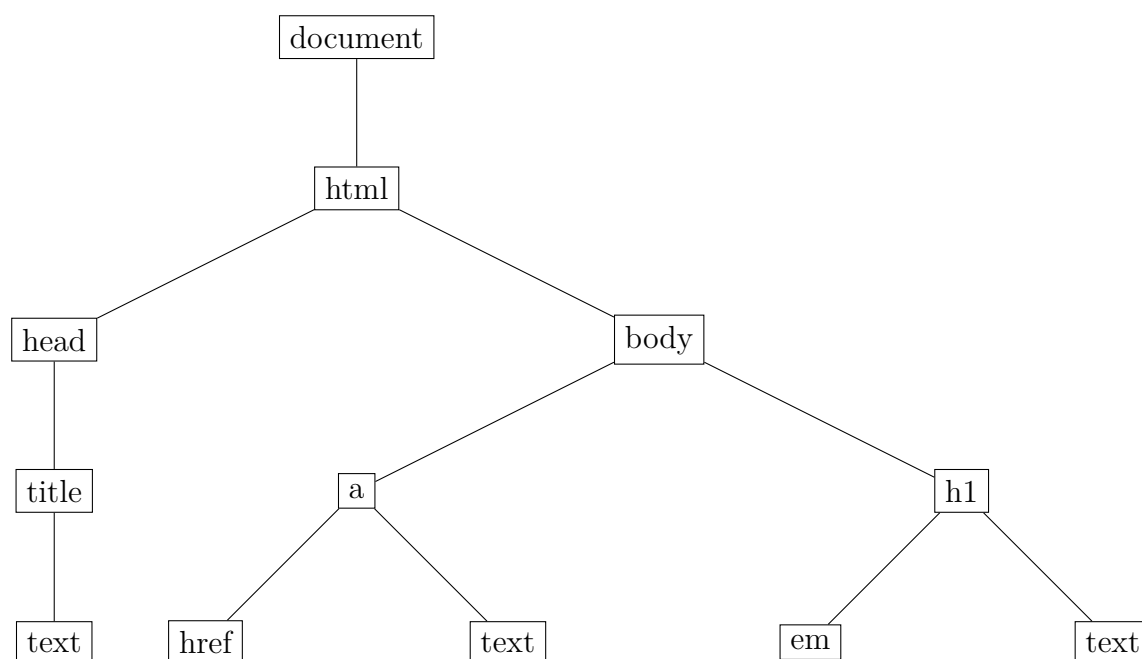 document
html
head
body
title
a
h1
text
href
text
em
text